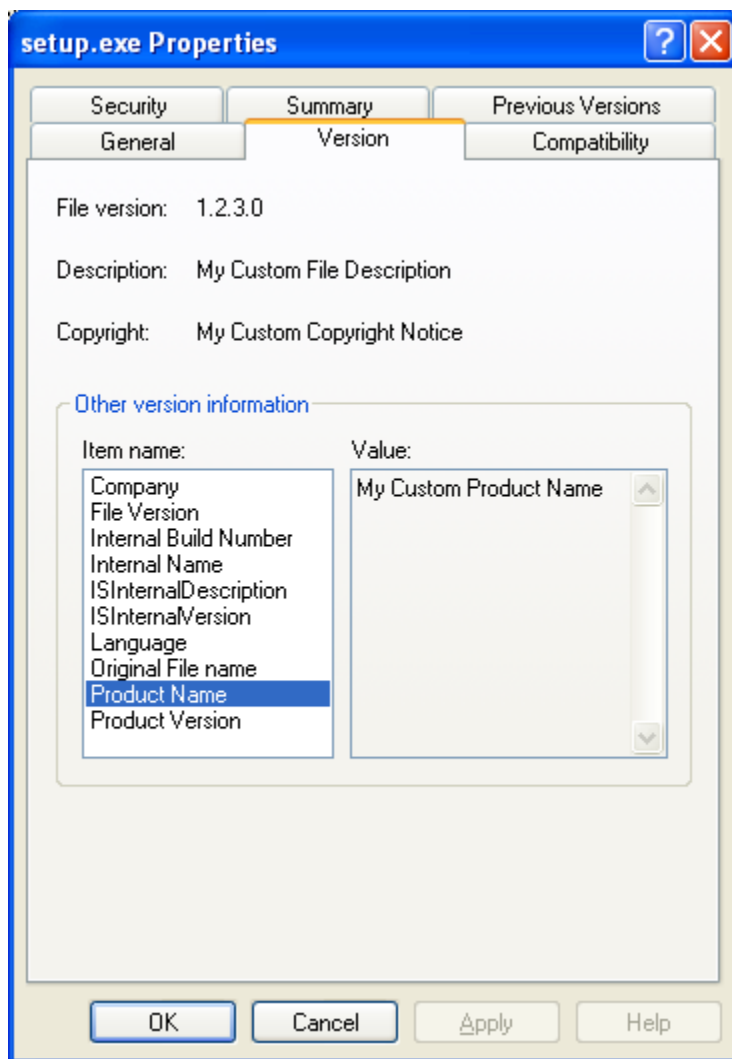 setup.exe Properties
Security Summary Previous Versions
General Version Compatibility
File version: 1.2.3.0
Description: My Custom File Description
Copyright: My Custom Copyright Notice
Other version information
Item name: Value:
Company My Custom Product Name
File Version
Internal Build Number
Internal Name
ISInternalDescription
ISInternalVersion
Language
Original File name
Product Name
Product Version
OK Cancel Apply Help